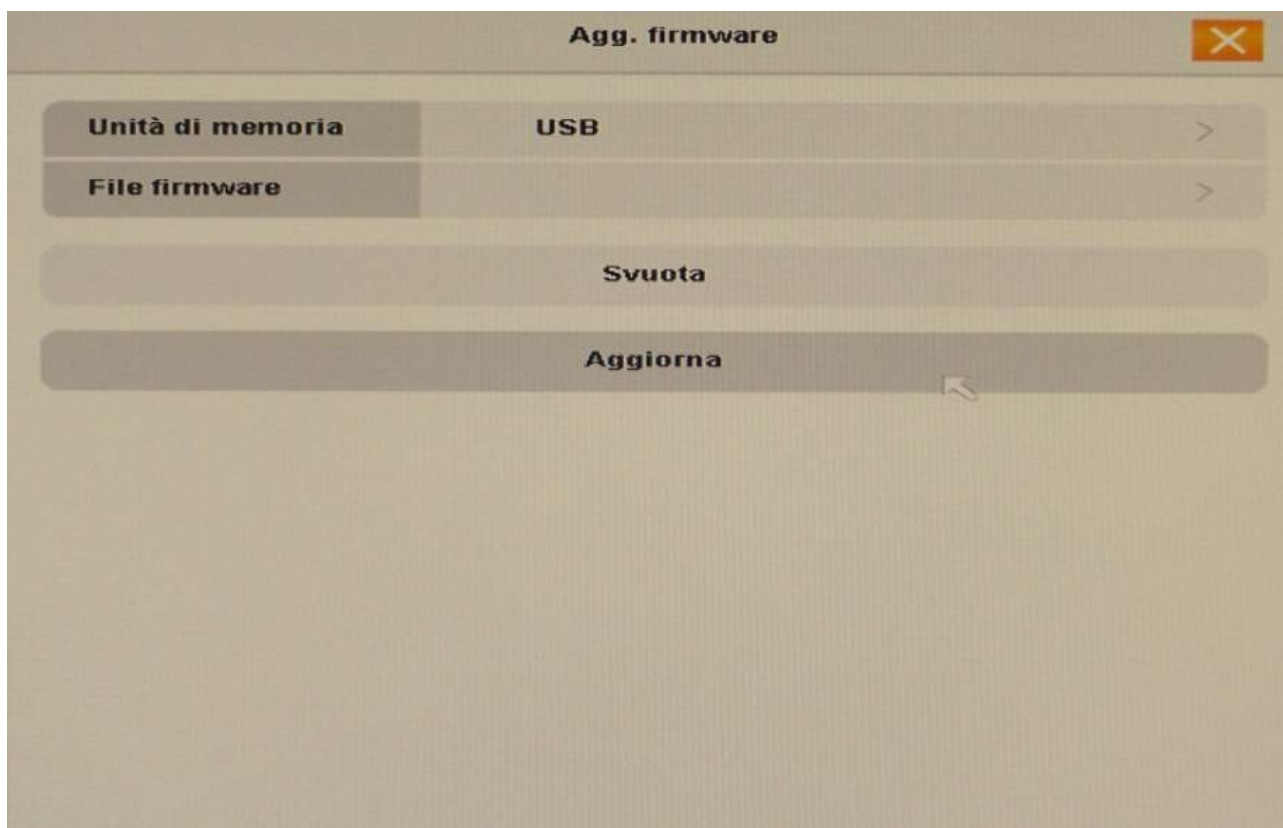 Agg. firmware
Unità di memoria USB >
File firmware >
Svuota
Aggiorna